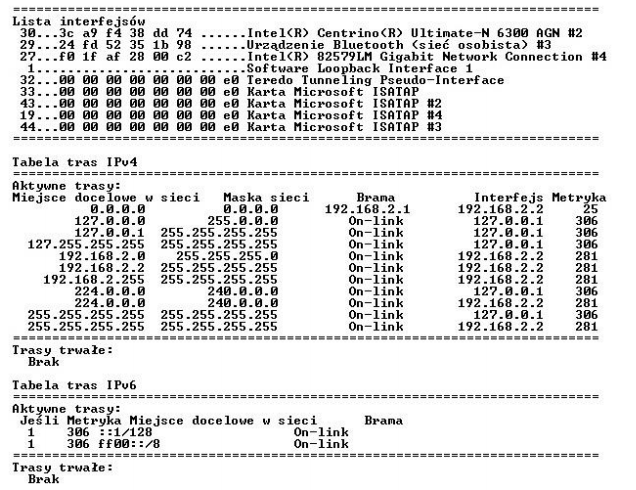 ===========================================================================
Lista interfejsów
 30...3c a9 f4 38 dd 74 ......Intel(R) Centrino(R) Ultimate-N 6300 AGN #2
 29...24 fd 52 35 1b 98 ......Urządzenie Bluetooth (sieć osobista) #3
 27...f0 1f af 28 00 c2 ......Intel(R) 82579LM Gigabit Network Connection #4
  1...........................Software Loopback Interface 1
 32...00 00 00 00 00 00 00 e0 Teredo Tunneling Pseudo-Interface
 33...00 00 00 00 00 00 00 e0 Karta Microsoft ISATAP
 43...00 00 00 00 00 00 00 e0 Karta Microsoft ISATAP #2
 19...00 00 00 00 00 00 00 e0 Karta Microsoft ISATAP #4
 44...00 00 00 00 00 00 00 e0 Karta Microsoft ISATAP #3
===========================================================================
Tabela tras IPv4
===========================================================================
Aktywne trasy:
Miejsce docelowe w sieci   Maska sieci      Brama          Interfejs Metryka
          0.0.0.0          0.0.0.0      192.168.2.1      192.168.2.2     25
        127.0.0.0        255.0.0.0         On-link         127.0.0.1    306
        127.0.0.1  255.255.255.255         On-link         127.0.0.1    306
  127.255.255.255  255.255.255.255         On-link         127.0.0.1    306
      192.168.2.0    255.255.255.0         On-link       192.168.2.2    281
      192.168.2.2  255.255.255.255         On-link       192.168.2.2    281
    192.168.2.255  255.255.255.255         On-link       192.168.2.2    281
        224.0.0.0        240.0.0.0         On-link         127.0.0.1    306
        224.0.0.0        240.0.0.0         On-link       192.168.2.2    281
  255.255.255.255  255.255.255.255         On-link         127.0.0.1    306
  255.255.255.255  255.255.255.255         On-link       192.168.2.2    281
===========================================================================
Trasy trwałe:
  Brak
Tabela tras IPv6
===========================================================================
Aktywne trasy:
 Jeśli Metryka Miejsce docelowe w sieci      Brama
  1    306 ::1/128                  On-link
  1    306 ff00::/8                 On-link
===========================================================================
Trasy trwałe:
  Brak